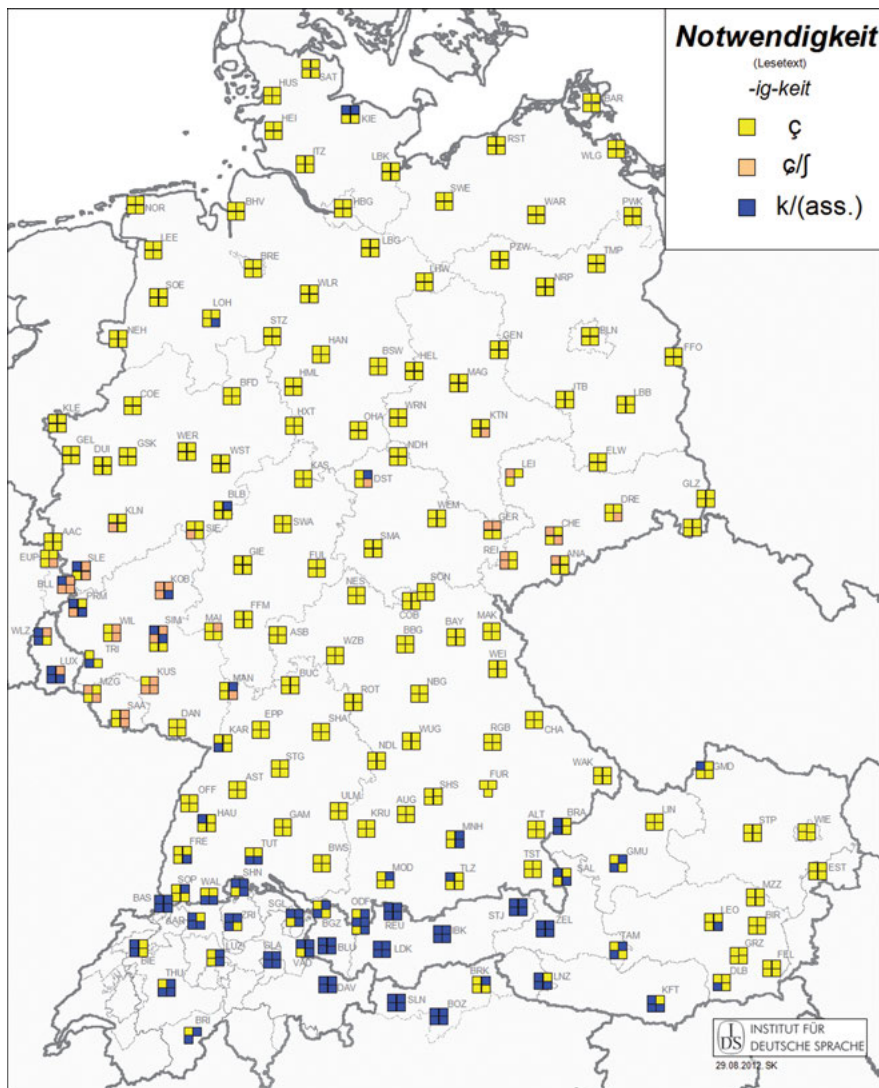 Notwendigkeit
(Lesetext)
-ig-keit
ç
ɕ/ʃ
k/(ass.)
SAT
HUS
BAR
KIE
HEI
RST
WLG
ITZ
LBK
SWE
NOR
BHV
HBG
WAR
PWK
LEE
LBG
BRE
PZW
TMP
LHW
NRP
SOE
WLR
LOH
NEH
STZ
BLN
HAN
GEN
FFO
BSW
HEL
MAG
HML
BFD
COE
ITB
LBB
KLE
HXT
OHA
WRN
KTN
GEL
DUI
GSK
WER
WST
NDH
ELW
KAS
DST
LEI
GLZ
BLB
KLN
SIE
SWA
WEM
DRE
GER
CHE
AAC
SMA
EUP
SLE
GIE
FUL
REI
ANA
BLL
KOB
NES
SON
PRM
COB
FFM
WIL
SIM
MAI
WLZ
ASB
BBG
BAY
MAK
TRI
WZB
WEI
LUX
KUS
MAN
MZG
BUC
ROT
NBG
SAA
DAN
EPP
SHA
KAR
WUG
RGB
CHA
NDL
STG
WAK
GMD
AST
FUR
OFF
ULM
SHS
AUG
LIN
HAU
GAM
KRU
ALT
BRA
STP
WIE
MNH
FRE
TUT
BWS
GMU
TST
SAL
EST
SHN
MOD
TLZ
SOP
WAL
MZZ
BAS
SGL
BGZ
ODF
STJ
AAR
ZRI
REU
IBK
ZEL
LEO
BIR
BIE
LUZ
GLA
VAD
BLU
LDK
TAM
GRZ
FEL
THU
DAV
BRK
LNZ
DLB
SLN
BOZ
KFT
BRI
IDS
INSTITUT FÜR
DEUTSCHE SPRACHE
29.08.2012. SK